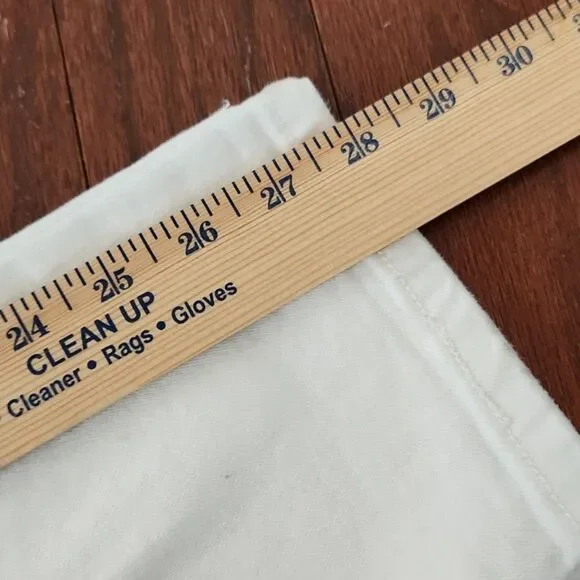 24 25 26 27 28 29 30
CLEAN UP
Cleaner • Rags • Gloves